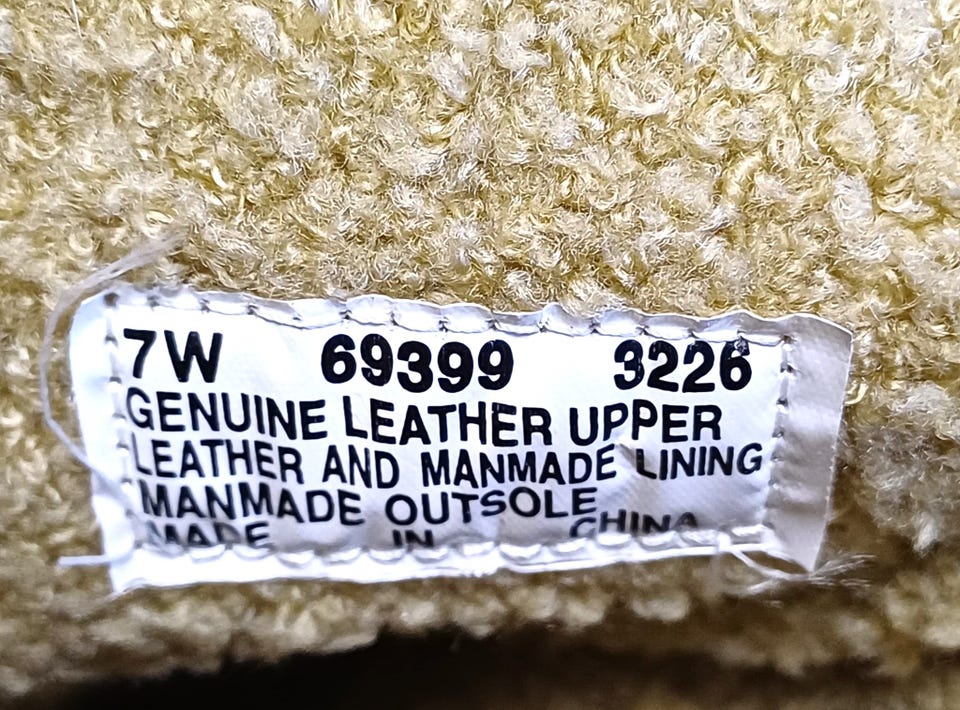 7W 69399 3226
GENUINE LEATHER UPPER
LEATHER AND MANMADE LINING
MANMADE OUTSOLE
MADE IN CHINA